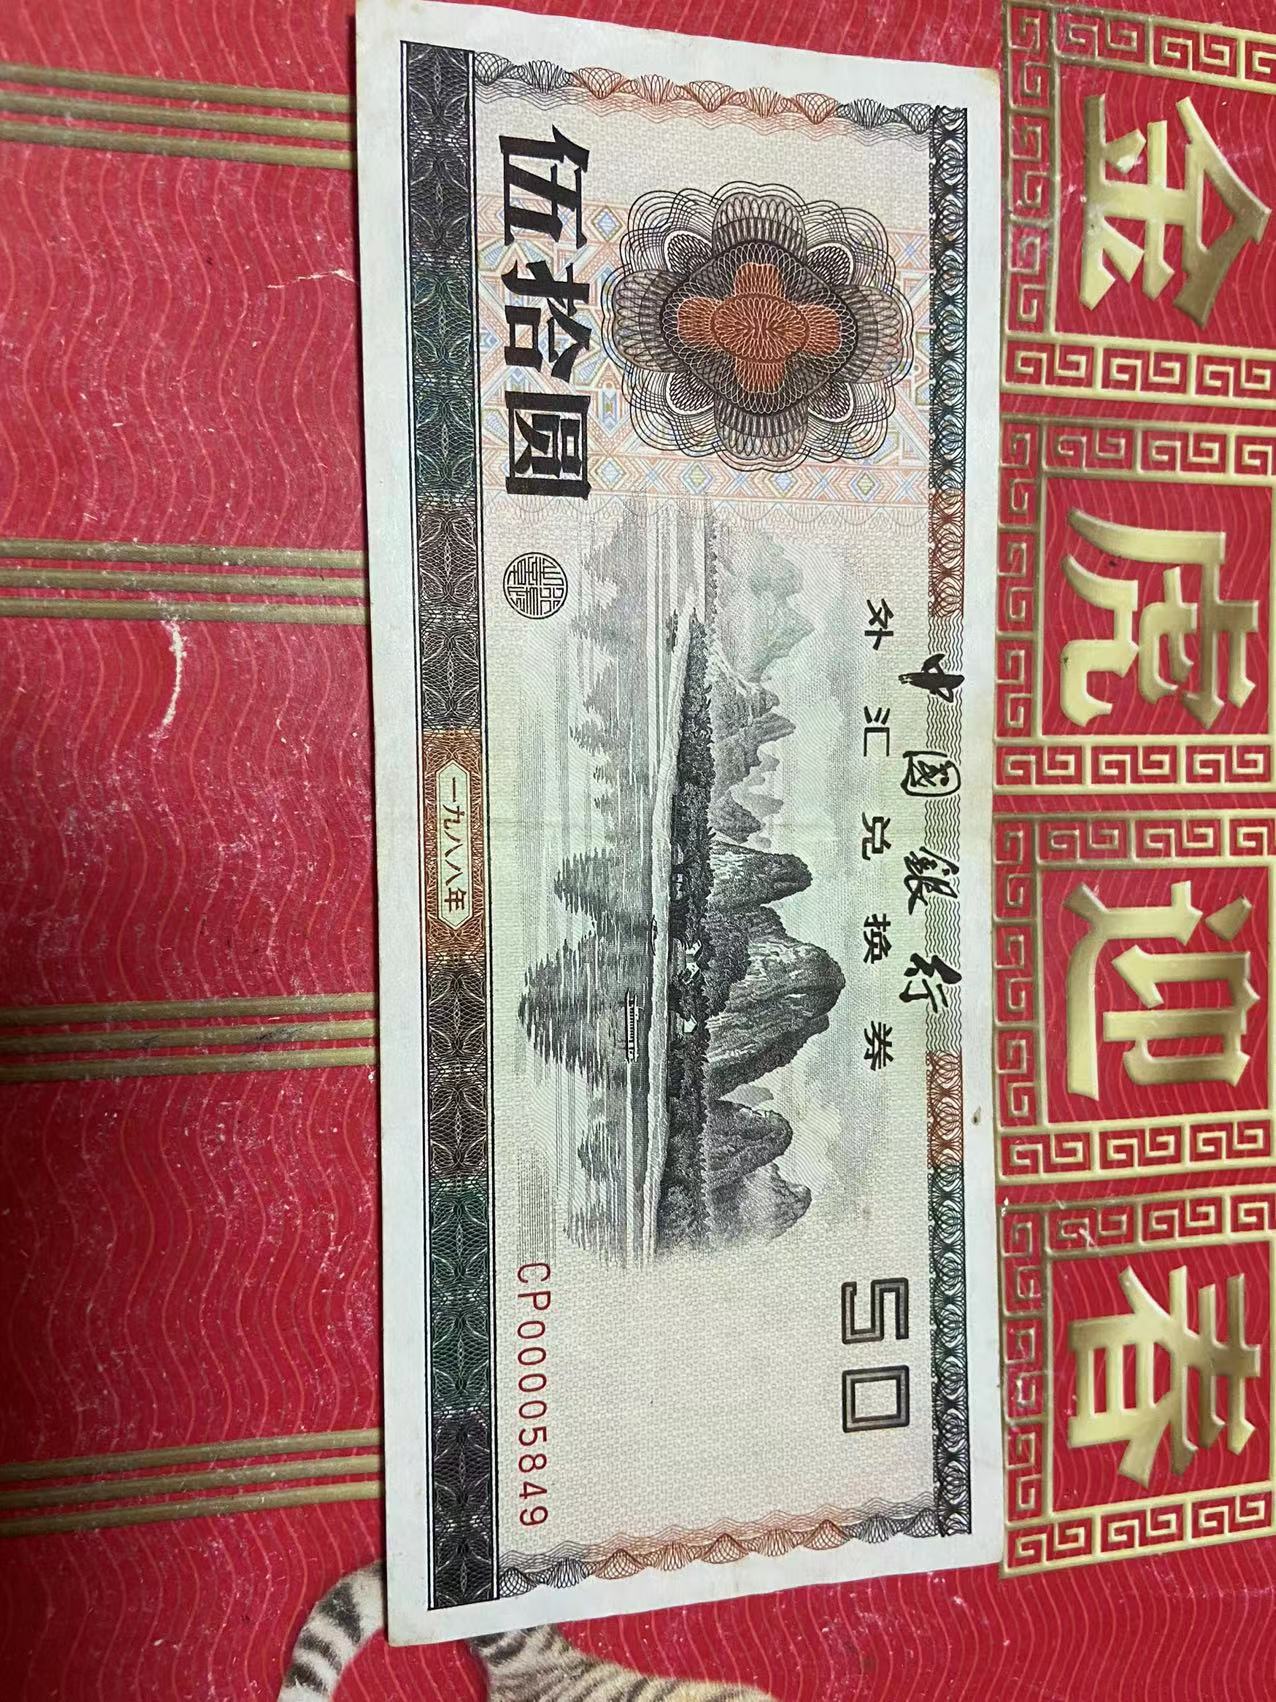 中國銀行
外汇兑换券
伍拾圆
50
CP00005849
一九八八年
金虎迎春